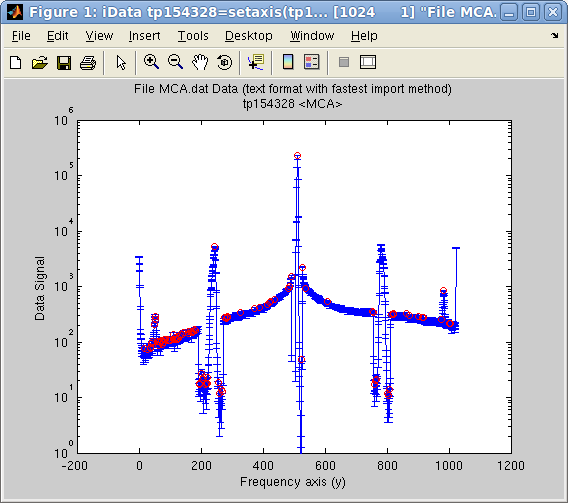 Figure 1: iData tp154328=setaxis(tp1... [1024 1] "File MCA.
File Edit View Insert Tools Desktop Window Help
File MCA.dat Data (text format with fastest import method)
tp154328 <MCA>
10^6
10^5
10^4
10^3
10^2
10^1
10^0
Data Signal
-200 0 200 400 600 800 1000 1200
Frequency axis (y)